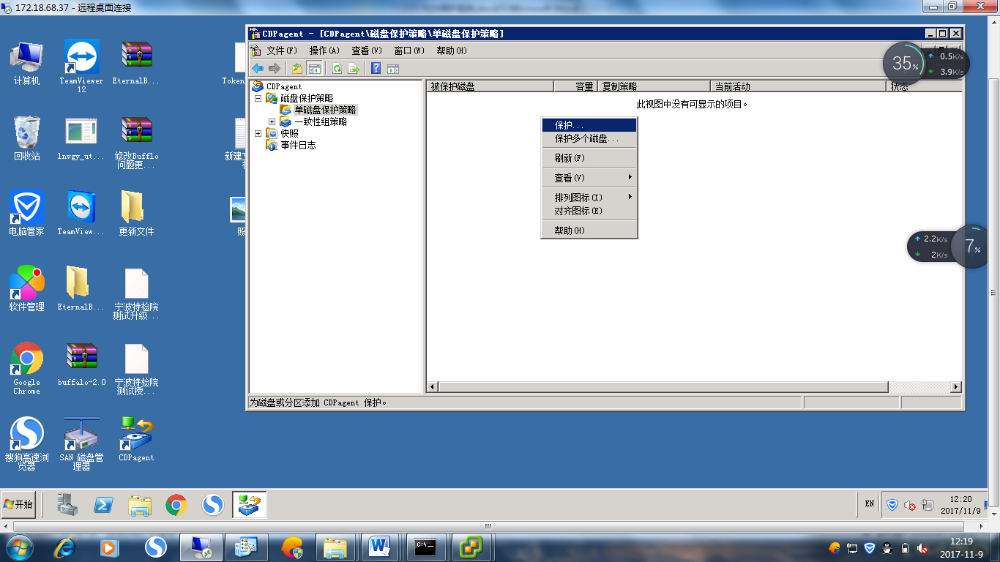 172.18.68.37 - 远程桌面连接
计算机
TeamViewer 12
EternalB...
Token
回收站
lnvgy_ut...
修改Bufflo
问题更...
新建文
电脑管家
TeamView...
更新文件
照
软件管理
EternalB...
宁波特检院
测试升级...
Google
Chrome
buffalo-2.0
宁波特检院
测试授...
搜狗高速浏
览器
SAN 磁盘管
理器
CDPagent
CDPagent - [CDPagent\磁盘保护策略\单磁盘保护策略]
文件(F) 操作(A) 查看(V) 窗口(W) 帮助(H)
CDPagent
磁盘保护策略
单磁盘保护策略
一致性组策略
快照
事件日志
被保护磁盘 容量 复制策略 当前活动 状态
此视图中没有可显示的项目。
保护...
保护多个磁盘...
刷新(F)
查看(V)
排列图标(I)
对齐图标(E)
帮助(H)
35%
0.5K/s
3.9K/s
2.2K/s
2K/s
7%
为磁盘或分区添加 CDPagent 保护。
开始
EN
12:20
2017/11/9
12:19
2017-11-9